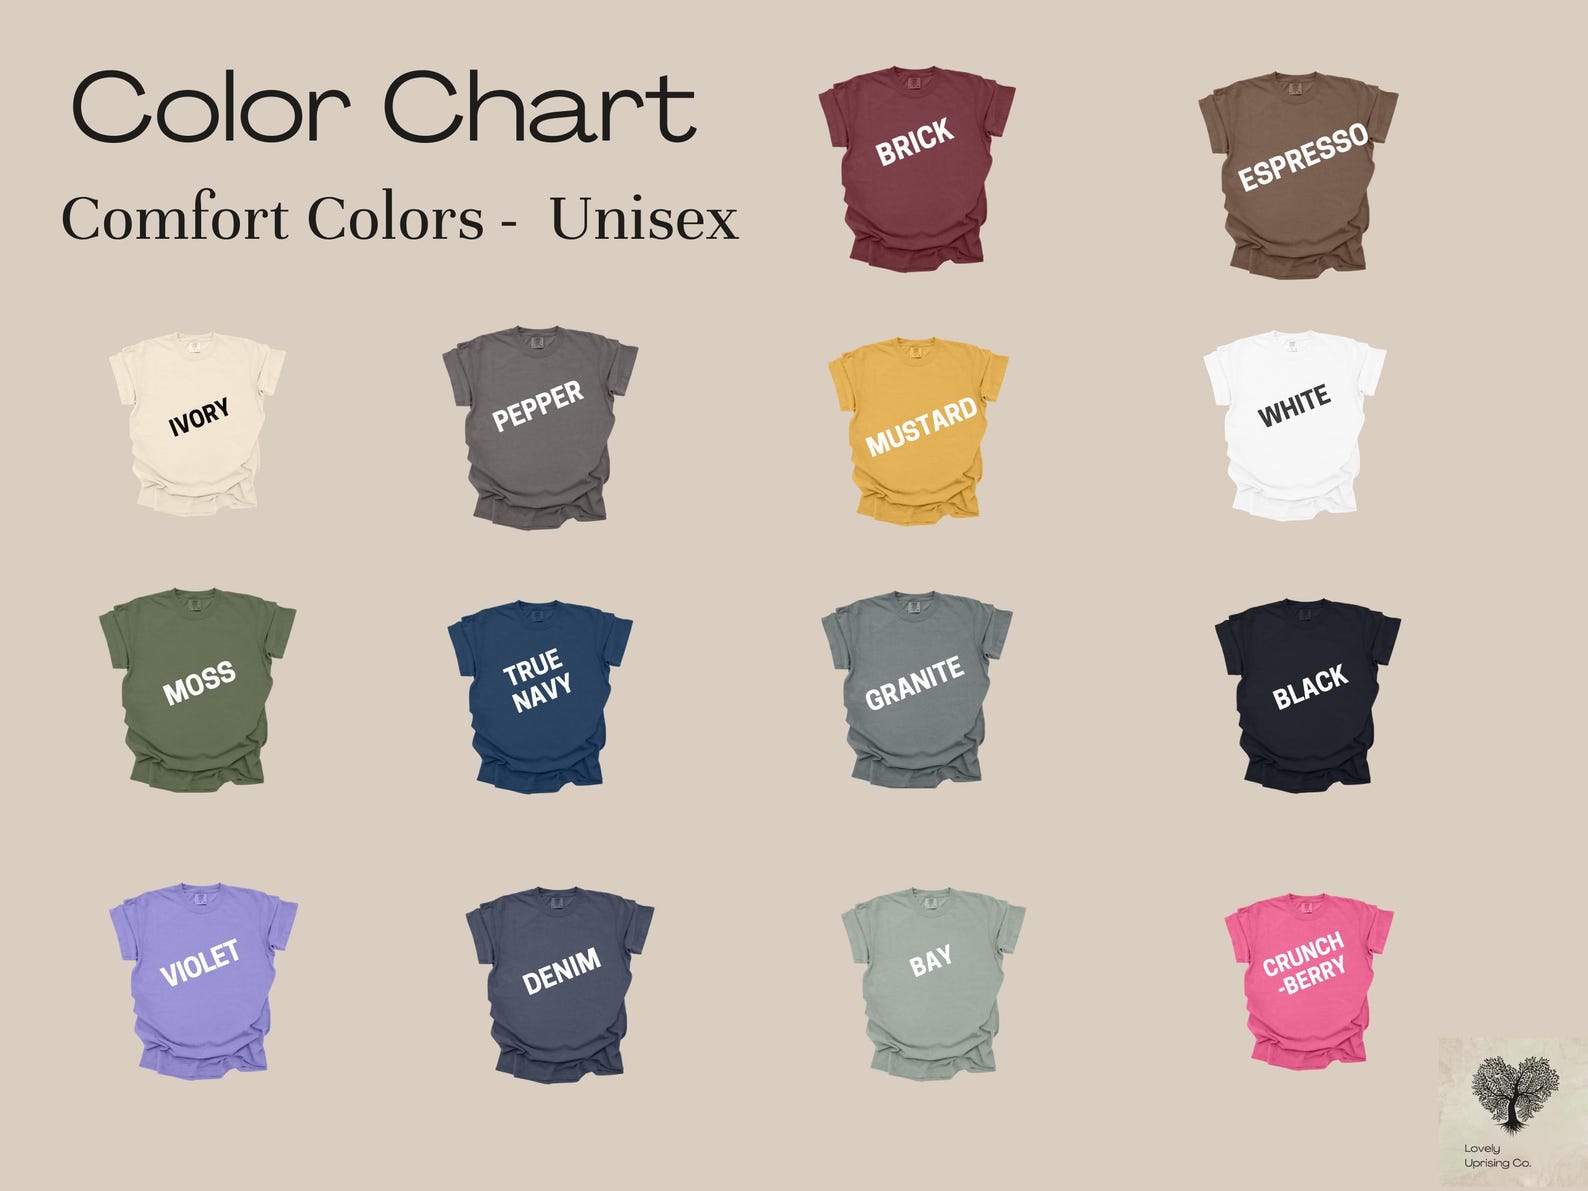 Color Chart
Comfort Colors - Unisex
BRICK
ESPRESSO
IVORY
PEPPER
MUSTARD
WHITE
MOSS
TRUE
NAVY
GRANITE
BLACK
VIOLET
DENIM
BAY
CRUNCH
-BERRY
Lovely
Uprising Co.